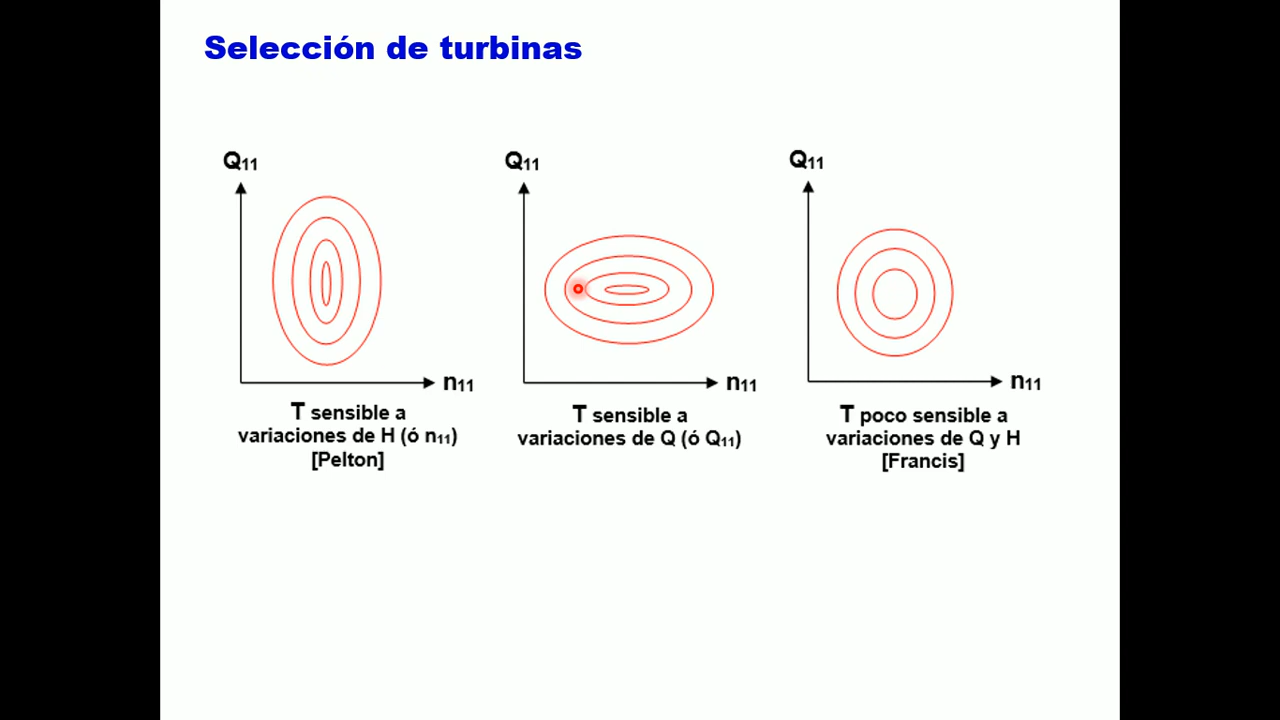 Selección de turbinas
Q₁₁
n₁₁
T sensible a
variaciones de H (ó n₁₁)
[Pelton]
Q₁₁
n₁₁
T sensible a
variaciones de Q (ó Q₁₁)
Q₁₁
n₁₁
T poco sensible a
variaciones de Q y H
[Francis]